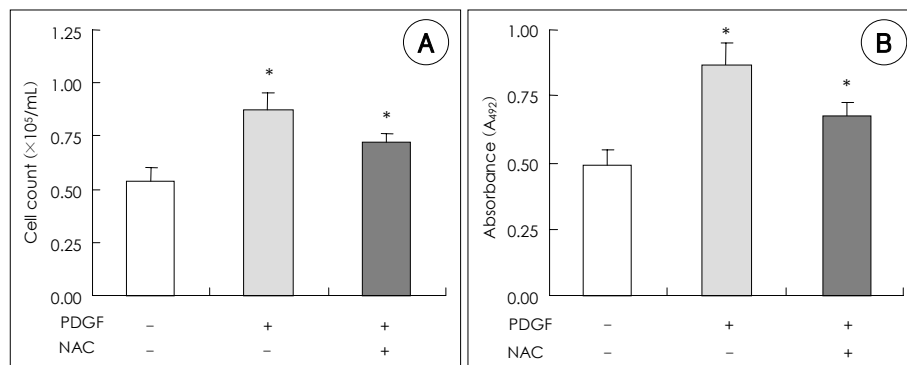 A
Cell count (×10⁵/mL)
1.25
1.00
0.75
0.50
0.25
0.00
*
*
PDGF − + +
NAC − − +
B
Absorbance (A₄₉₂)
1.00
0.75
0.50
0.25
0.00
*
*
PDGF − + +
NAC − − +